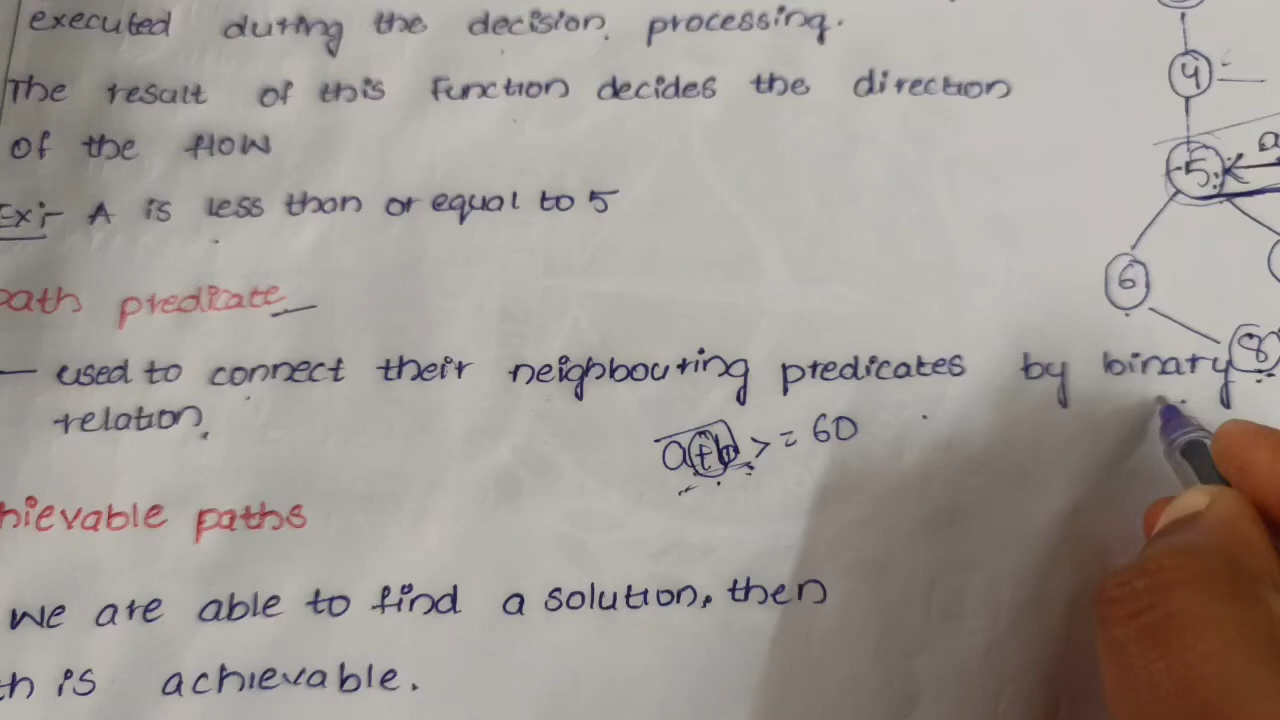 executed during the decision. processing.
4
The result of this function decides the direction
of the flow
5
Ex:- A is less than or equal to 5
6
path predicate
8
— used to connect their neighbouring predicates by binary
relation.
a+b >= 60
hievable paths
we are able to find a solution, then
th is achievable.